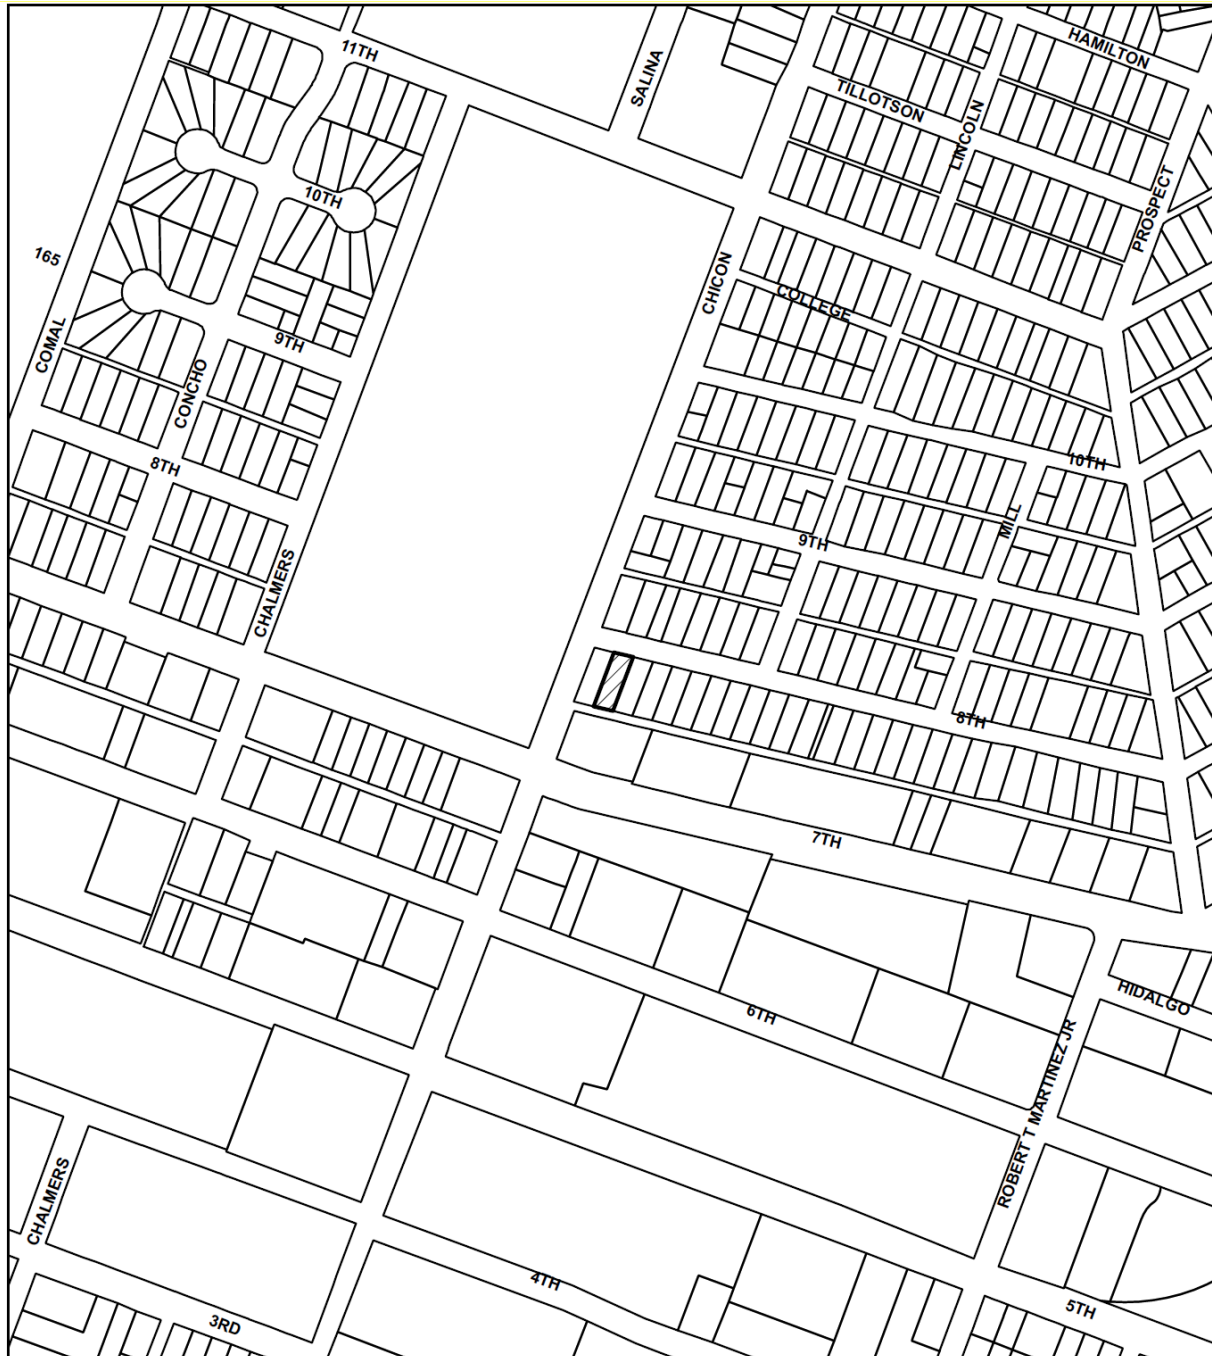 HAMILTON
11TH
SALINA
TILLOTSON
LINCOLN
10TH
PROSPECT
165
CHICON
COLLEGE
COMAL
9TH
CONCHO
8TH
10TH
MILL
9TH
CHALMERS
8TH
7TH
HIDALGO
6TH
ROBERT T MARTINEZ JR
CHALMERS
4TH
5TH
3RD